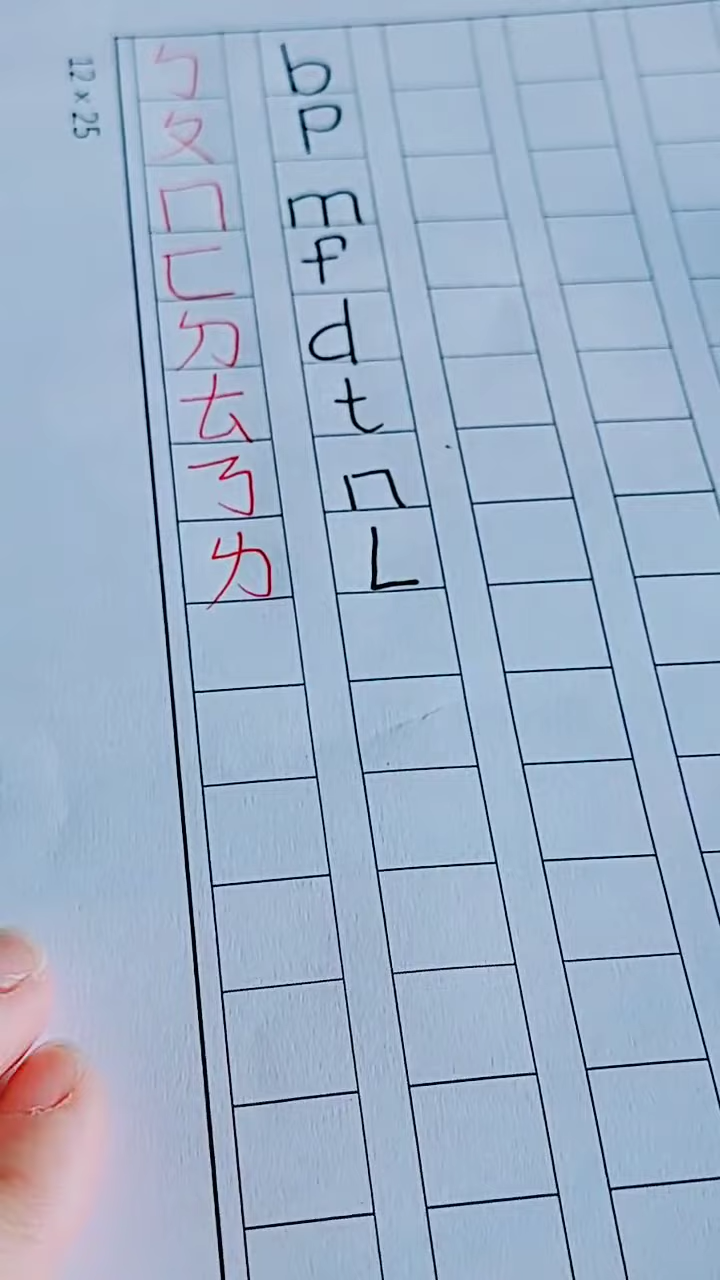 12 × 25
ㄅ b
ㄆ p
ㄇ m
ㄈ f
ㄉ d
ㄊ t
ㄋ n
ㄌ L